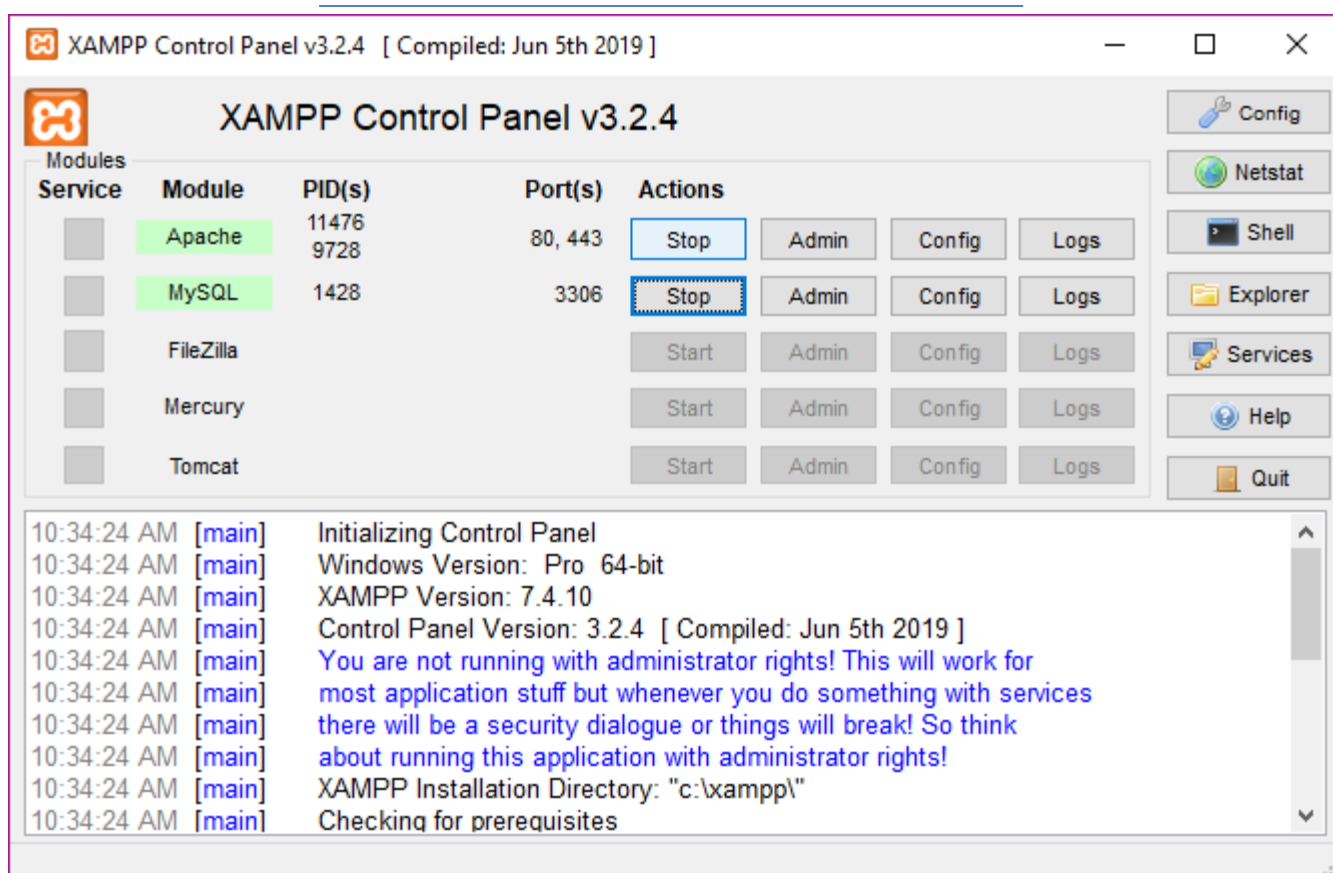 XAMPP Control Panel v3.2.4 [ Compiled: Jun 5th 2019 ]
XAMPP Control Panel v3.2.4
Config
Modules
Service Module PID(s) Port(s) Actions
Netstat
Apache 11476 9728 80, 443 Stop Admin Config Logs
Shell
MySQL 1428 3306 Stop Admin Config Logs
Explorer
FileZilla Start Admin Config Logs
Services
Mercury Start Admin Config Logs
Help
Tomcat Start Admin Config Logs
Quit
10:34:24 AM [main] Initializing Control Panel
10:34:24 AM [main] Windows Version: Pro 64-bit
10:34:24 AM [main] XAMPP Version: 7.4.10
10:34:24 AM [main] Control Panel Version: 3.2.4 [ Compiled: Jun 5th 2019 ]
10:34:24 AM [main] You are not running with administrator rights! This will work for
10:34:24 AM [main] most application stuff but whenever you do something with services
10:34:24 AM [main] there will be a security dialogue or things will break! So think
10:34:24 AM [main] about running this application with administrator rights!
10:34:24 AM [main] XAMPP Installation Directory: "c:\xampp\"
10:34:24 AM [main] Checking for prerequisites